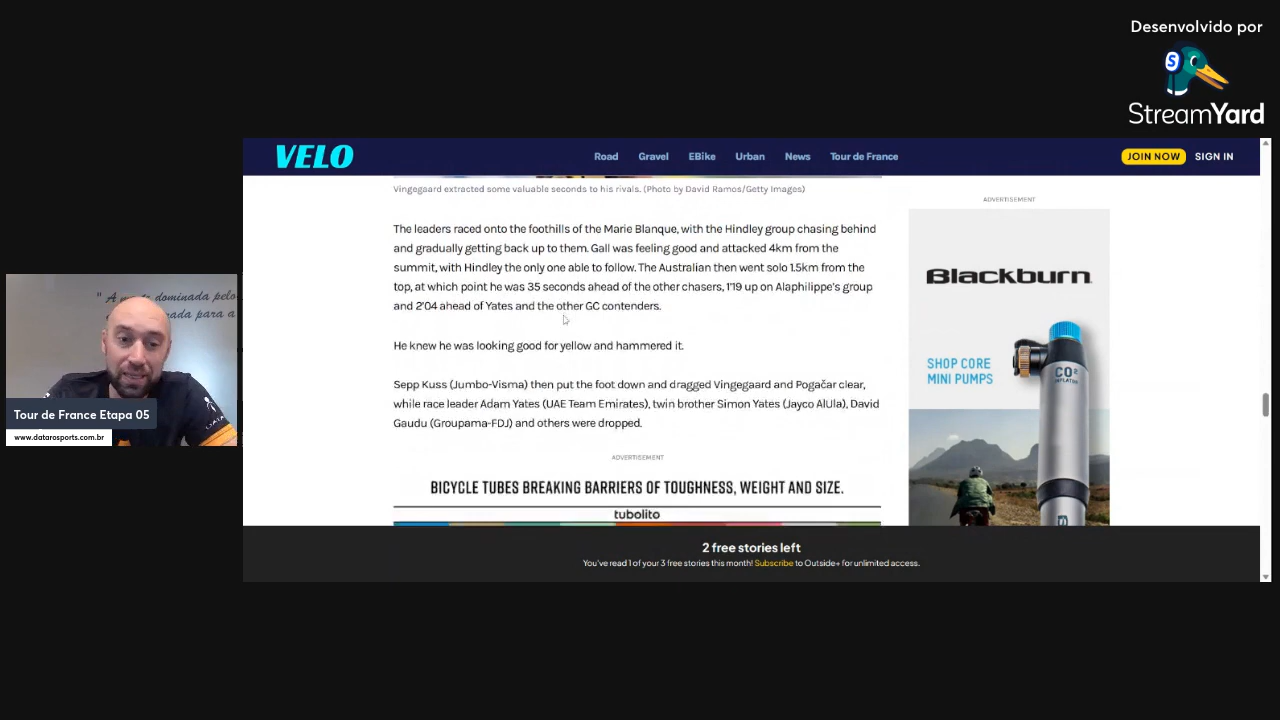 Desenvolvido por
StreamYard
VELO
Road Gravel EBike Urban News Tour de France
JOIN NOW SIGN IN
Vingegaard extracted some valuable seconds to his rivals. (Photo by David Ramos/Getty Images)
The leaders raced onto the foothills of the Marie Blanque, with the Hindley group chasing behind
and gradually getting back up to them. Gall was feeling good and attacked 4km from the
summit, with Hindley the only one able to follow. The Australian then went solo 1.5km from the
top, at which point he was 35 seconds ahead of the other chasers, 1'19 up on Alaphilippe's group
and 2'04 ahead of Yates and the other GC contenders.
He knew he was looking good for yellow and hammered it.
Sepp Kuss (Jumbo-Visma) then put the foot down and dragged Vingegaard and Pogačar clear,
while race leader Adam Yates (UAE Team Emirates), twin brother Simon Yates (Jayco AlUla), David
Gaudu (Groupama-FDJ) and others were dropped.
ADVERTISEMENT
BICYCLE TUBES BREAKING BARRIERS OF TOUGHNESS, WEIGHT AND SIZE.
tubolito
ADVERTISEMENT
Blackburn
SHOP CORE
MINI PUMPS
CO2
INFLATOR
2 free stories left
You've read 1 of your 3 free stories this month! Subscribe to Outside+ for unlimited access.
" A
dominada pelo
para a
Tour de France Etapa 05
www.datarosports.com.br